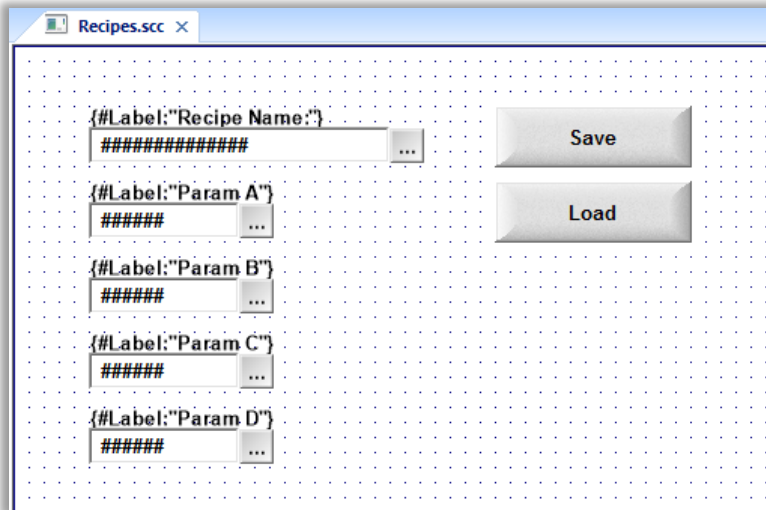 Recipes.scc ×
{#Label:"Recipe Name:"}
############## ...
Save
{#Label:"Param A"}
###### ...
Load
{#Label:"Param B"}
###### ...
{#Label:"Param C"}
###### ...
{#Label:"Param D"}
###### ...